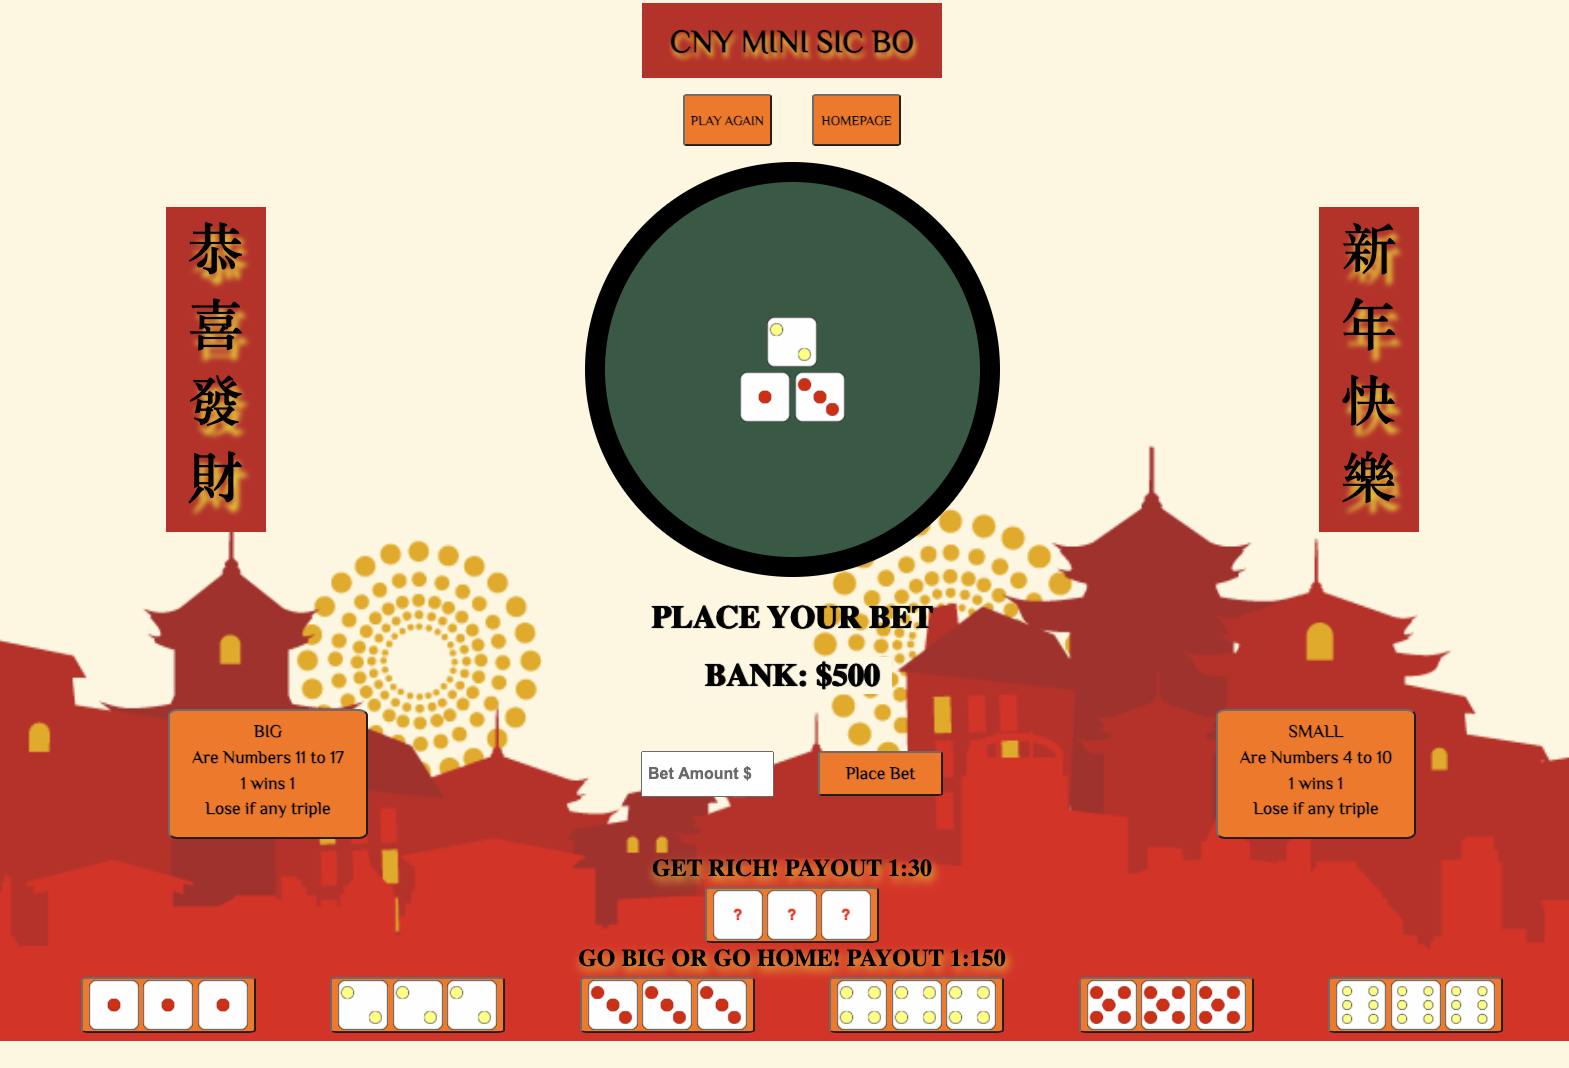 CNY MINI SIC BO
PLAY AGAIN
HOMEPAGE
恭喜發財
新年快樂
PLACE YOUR BET
BANK: $500
BIG
Are Numbers 11 to 17
1 wins 1
Lose if any triple
Bet Amount $
Place Bet
SMALL
Are Numbers 4 to 10
1 wins 1
Lose if any triple
GET RICH! PAYOUT 1:30
? ? ?
GO BIG OR GO HOME! PAYOUT 1:150